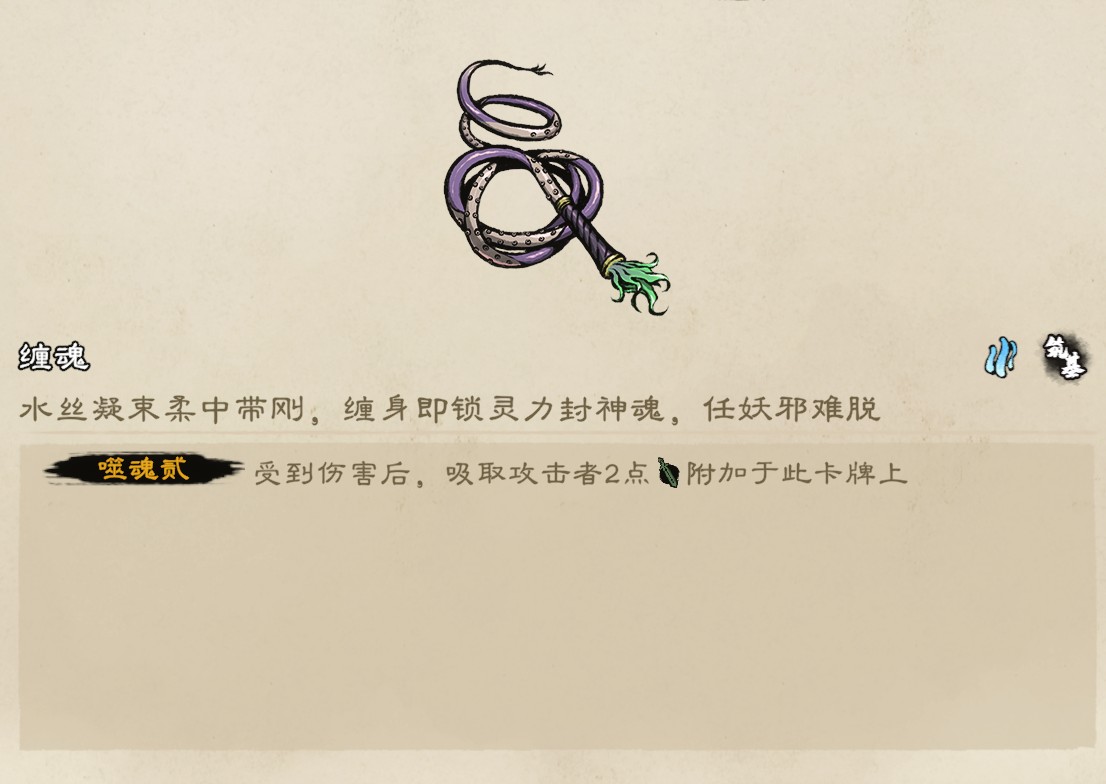 缠魂
筑基
水丝凝束柔中带刚，缠身即锁灵力封神魂，任妖邪难脱
噬魂贰 受到伤害后，吸取攻击者2点附加于此卡牌上